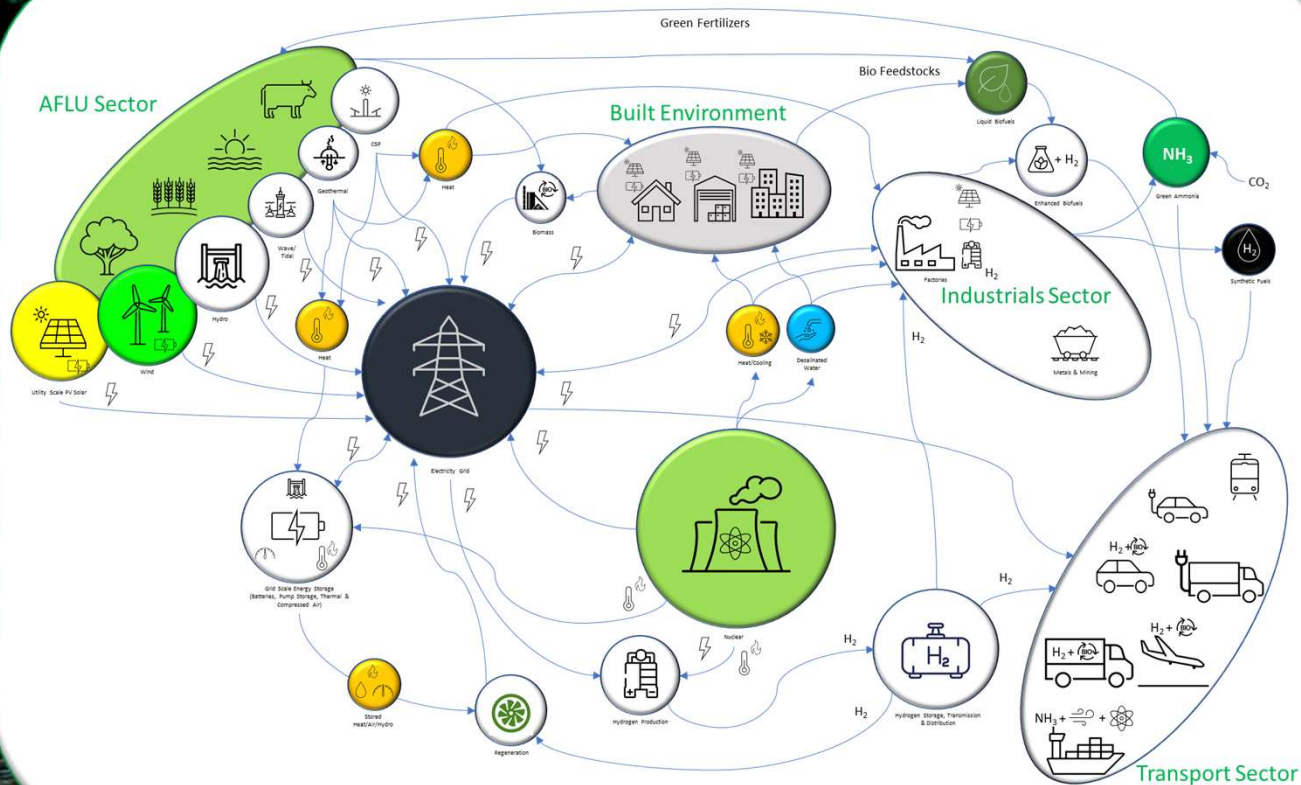 Green Fertilizers
AFLU Sector
CSP
Geothermal
Wave/
Tidal
Hydro
Wind
Utility Scale PV Solar
Heat
Heat
BIO
Biomass
Built Environment
Bio Feedstocks
Liquid Biofuels
+ H2
Enhanced Biofuels
NH3
Green Ammonia
CO2
H2
Synthetic Fuels
Factories
H2
Industrials Sector
Metals & Mining
H2
Heat/Cooling
Desalinated
Water
Electricity Grid
Grid Scale Energy Storage
(Batteries, Pump Storage, Thermal &
Compressed Air)
Stored
Heat/Air/Hydro
Regeneration
Nuclear
Hydrogen Production
H2
H2
H2
Hydrogen Storage, Transmission
& Distribution
H2
H2 + BIO
H2 + BIO
H2 + BIO
NH3 + +
Transport Sector